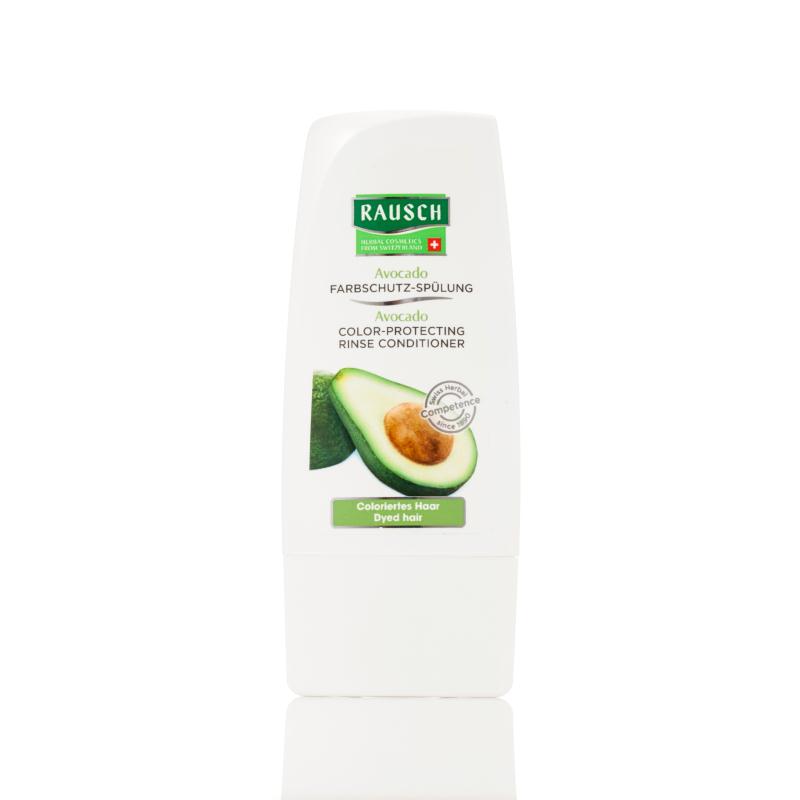 RAUSCH
HERBAL COSMETICS
FROM SWITZERLAND
Avocado
FARBSCHUTZ-SPÜLUNG
Avocado
COLOR-PROTECTING
RINSE CONDITIONER
Swiss Herbal
Competence
since 1890
Coloriertes Haar
Dyed hair